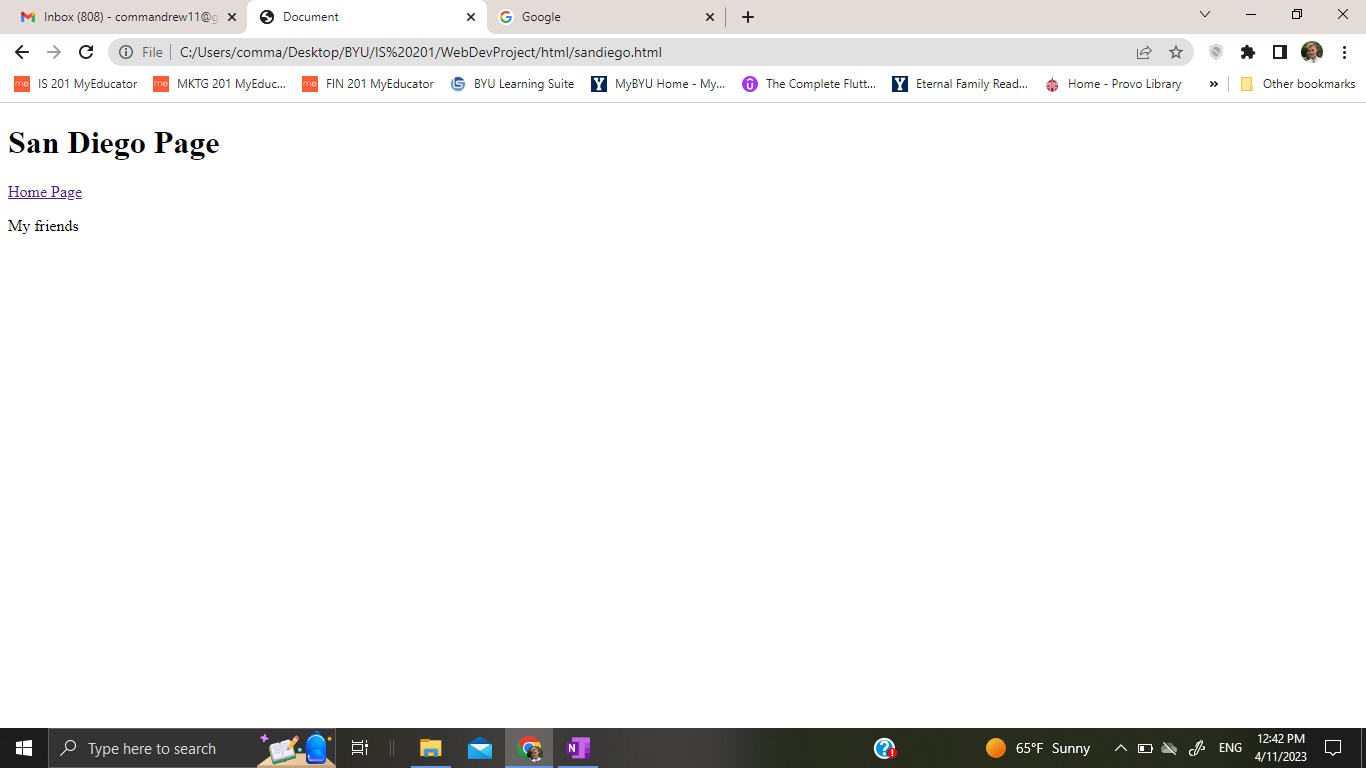 Inbox (808) - commandrew11@g
Document
Google
File
C:/Users/comma/Desktop/BYU/IS%20201/WebDevProject/html/sandiego.html
me IS 201 MyEducator
me MKTG 201 MyEduc...
me FIN 201 MyEducator
BYU Learning Suite
Y MyBYU Home - My...
The Complete Flutt...
Y Eternal Family Read...
Home - Provo Library
»
Other bookmarks
San Diego Page
Home Page
My friends
Type here to search
N
65°F Sunny
ENG
12:42 PM
4/11/2023